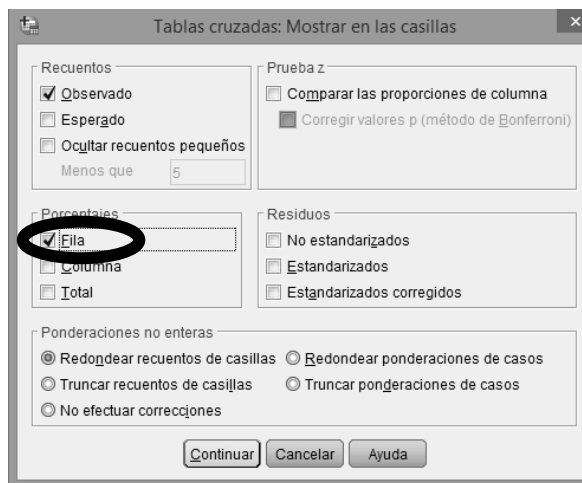 Tablas cruzadas: Mostrar en las casillas
Recuentos
Observado
Esperado
Ocultar recuentos pequeños
Menos que 5
Prueba z
Comparar las proporciones de columna
Corregir valores p (método de Bonferroni)
Porcentajes
Fila
Columna
Total
Residuos
No estandarizados
Estandarizados
Estandarizados corregidos
Ponderaciones no enteras
Redondear recuentos de casillas Redondear ponderaciones de casos
Truncar recuentos de casillas Truncar ponderaciones de casos
No efectuar correcciones
Continuar Cancelar Ayuda